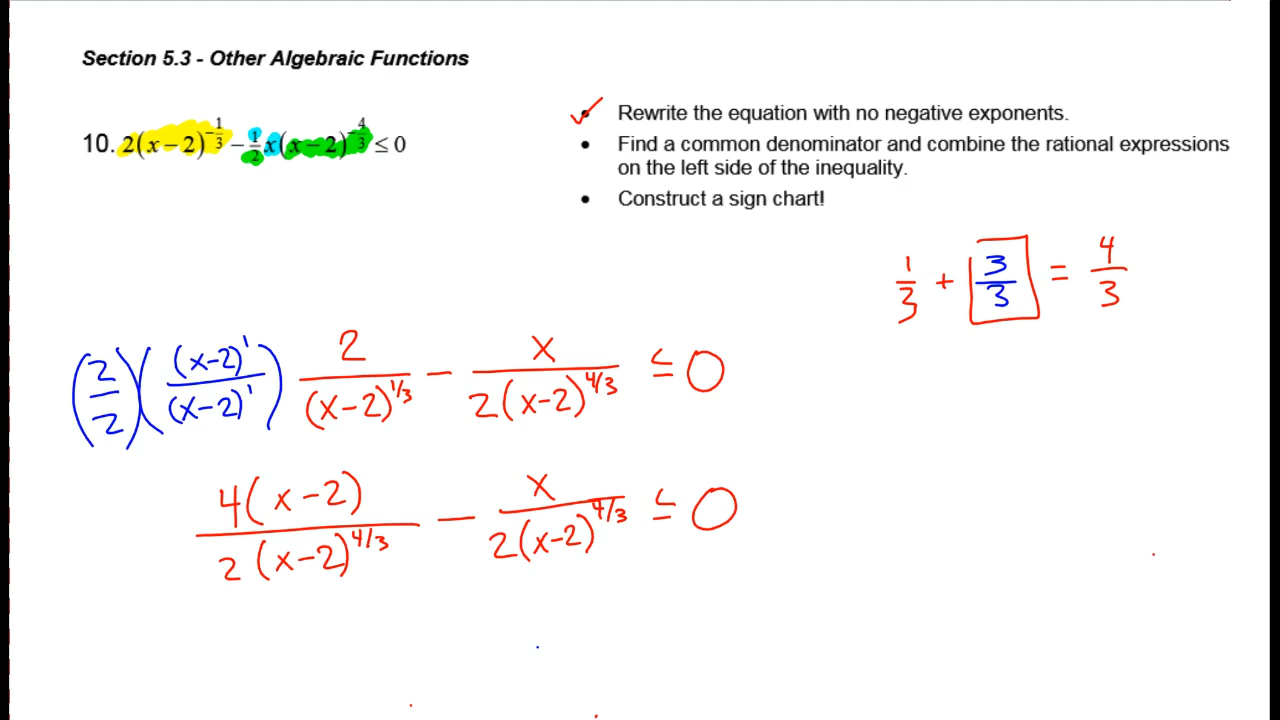 Section 5.3 - Other Algebraic Functions
10. 2(x − 2)^(−1/3) − 1/2 x(x − 2)^(−4/3) ≤ 0
✓ Rewrite the equation with no negative exponents.
• Find a common denominator and combine the rational expressions
on the left side of the inequality.
• Construct a sign chart!
1/3 + 3/3 = 4/3
(2/2)((x−2)^1/(x−2)^1) 2/(x−2)^(1/3) − x/(2(x−2)^(4/3)) ≤ 0
4(x−2)/(2(x−2)^(4/3)) − x/(2(x−2)^(4/3)) ≤ 0